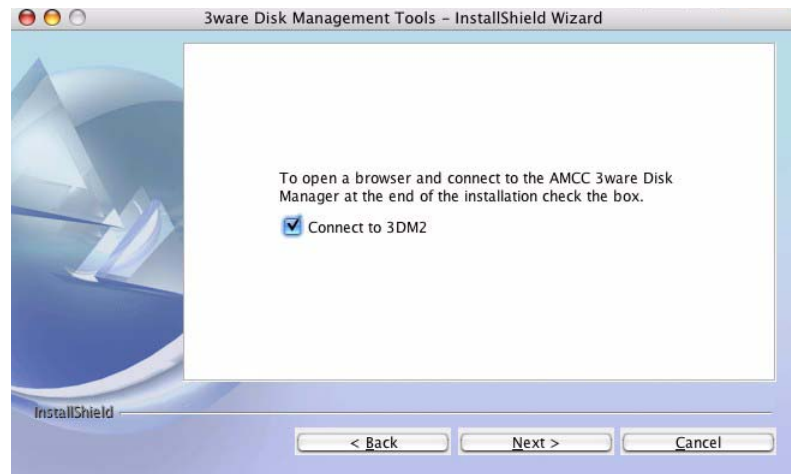 3ware Disk Management Tools – InstallShield Wizard
To open a browser and connect to the AMCC 3ware Disk
Manager at the end of the installation check the box.
Connect to 3DM2
InstallShield
< Back
Next >
Cancel